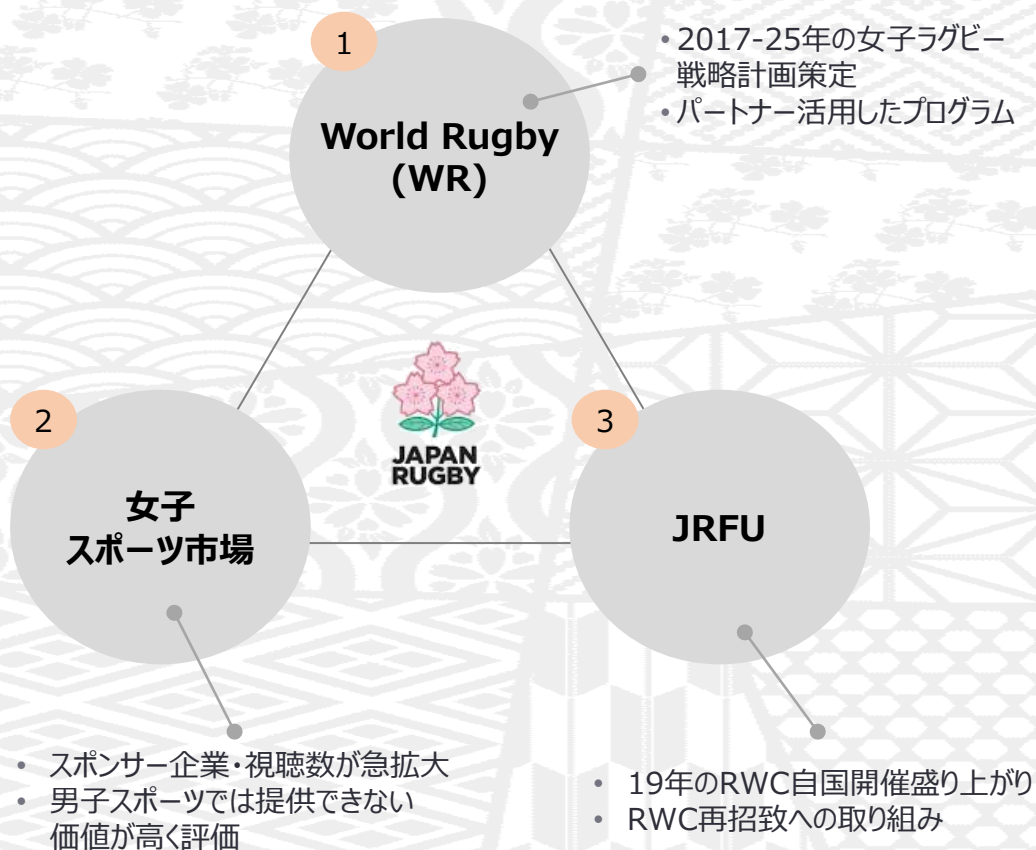 1
World Rugby
(WR)
• 2017-25年の女子ラグビー
戦略計画策定
• パートナー活用したプログラム
JAPAN
RUGBY
2
女子
スポーツ市場
3
JRFU
• スポンサー企業・視聴数が急拡大
• 男子スポーツでは提供できない
価値が高く評価
• 19年のRWC自国開催盛り上がり
• RWC再招致への取り組み